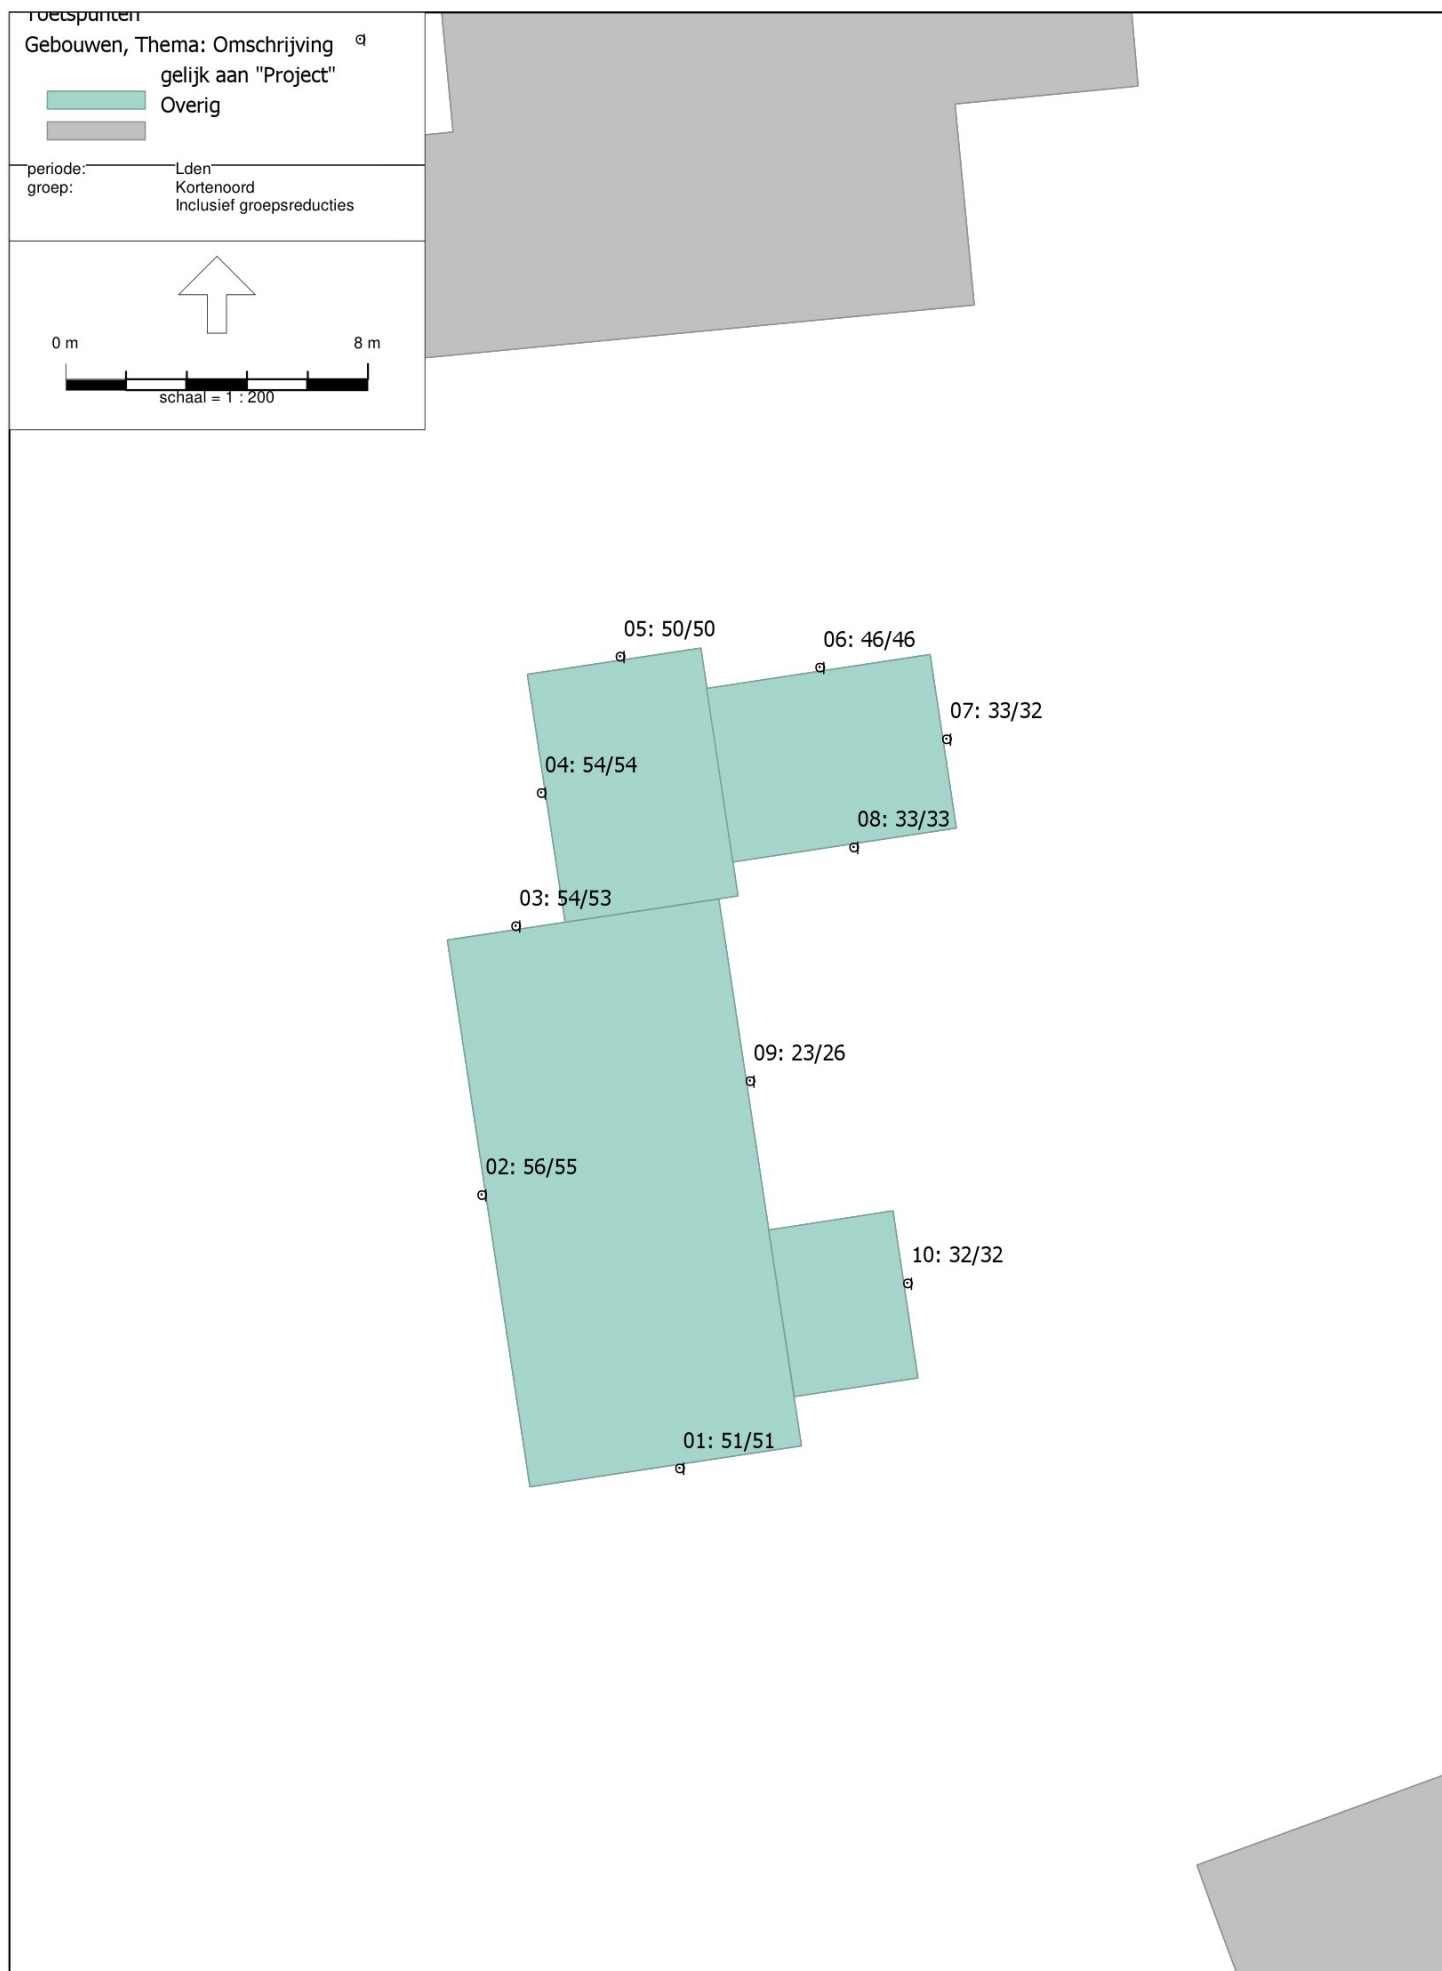 Toetspunten
Gebouwen, Thema: Omschrijving
gelijk aan "Project"
Overig
periode: Lden
groep: Kortenoord
Inclusief groepsreducties
0 m 8 m
schaal = 1 : 200
05: 50/50
06: 46/46
07: 33/32
04: 54/54
08: 33/33
03: 54/53
09: 23/26
02: 56/55
10: 32/32
01: 51/51